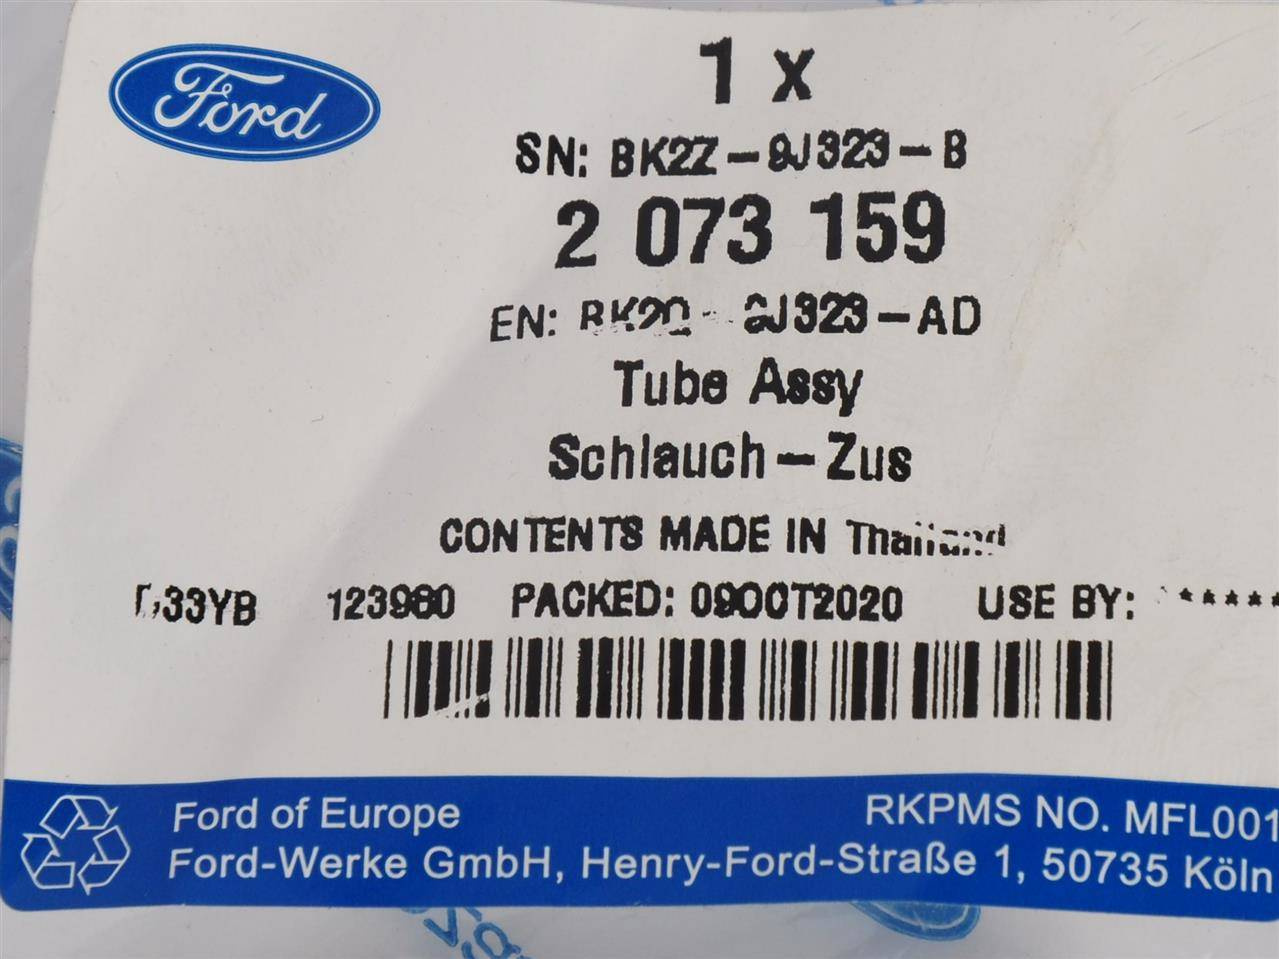 Ford
1 x
SN: BK2Z-9J323-B
2 073 159
EN: BK2Q-9J323-AD
Tube Assy
Schlauch-Zus
CONTENTS MADE IN Thailand
123960 PACKED: 09OCT2020 USE BY: *****
Ford of Europe
RKPMS NO. MFL001
Ford-Werke GmbH, Henry-Ford-Straße 1, 50735 Köln